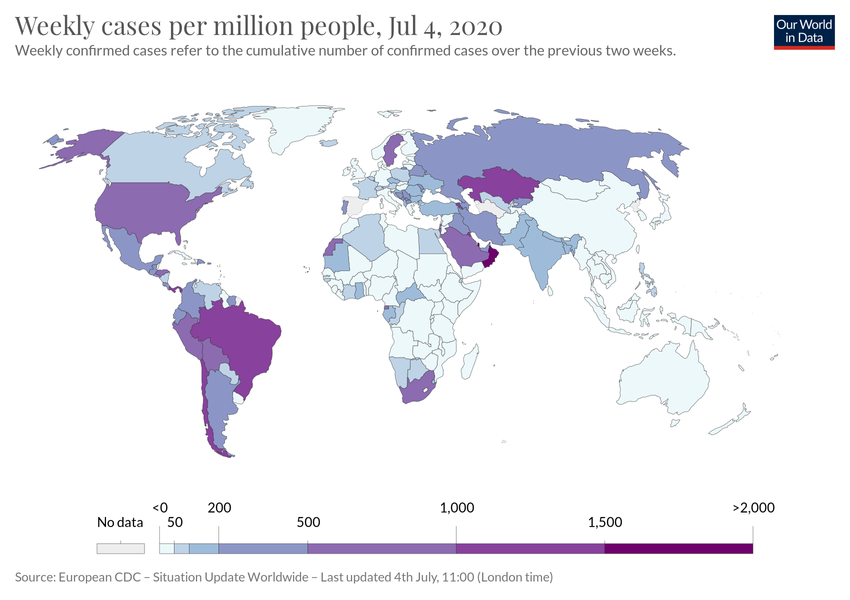 Weekly cases per million people, Jul 4, 2020
Our World
in Data
Weekly confirmed cases refer to the cumulative number of confirmed cases over the previous two weeks.
<0 200 1,000 >2,000
No data 50 500 1,500
Source: European CDC – Situation Update Worldwide – Last updated 4th July, 11:00 (London time)